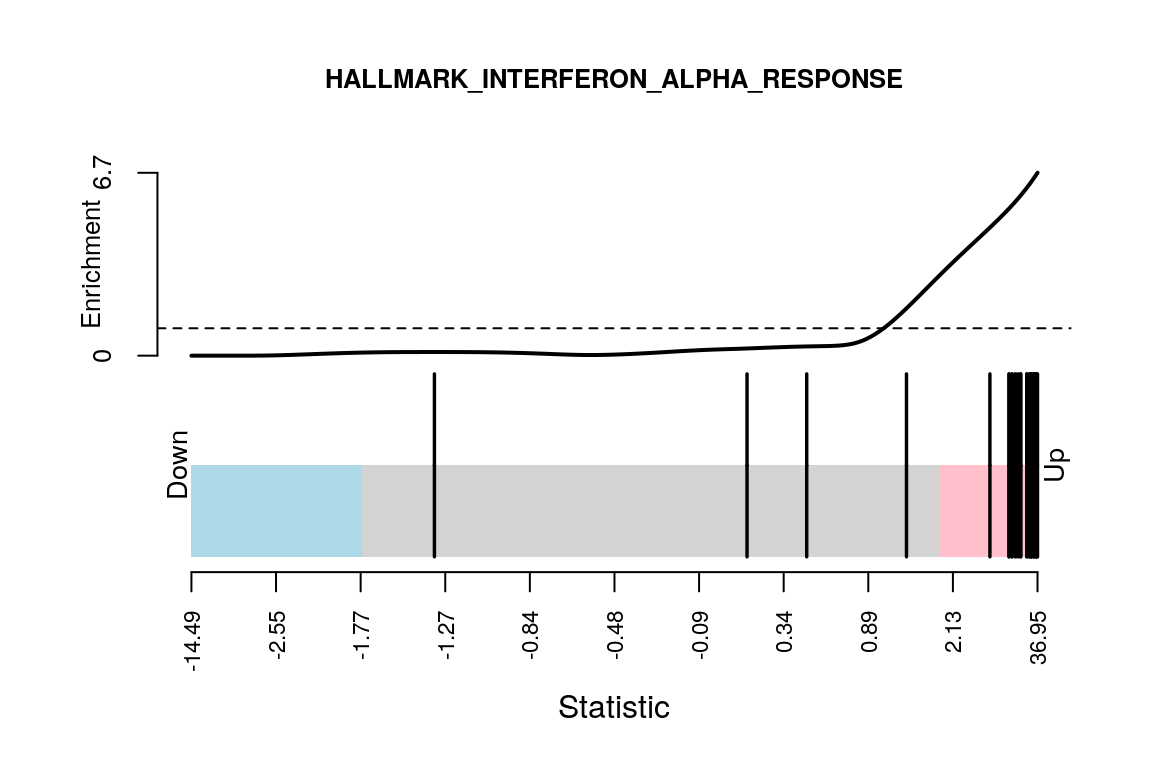 HALLMARK_INTERFERON_ALPHA_RESPONSE
6.7
Enrichment
0
Down
Up
-14.49
-2.55
-1.77
-1.27
-0.84
-0.48
-0.09
0.34
0.89
2.13
36.95
Statistic